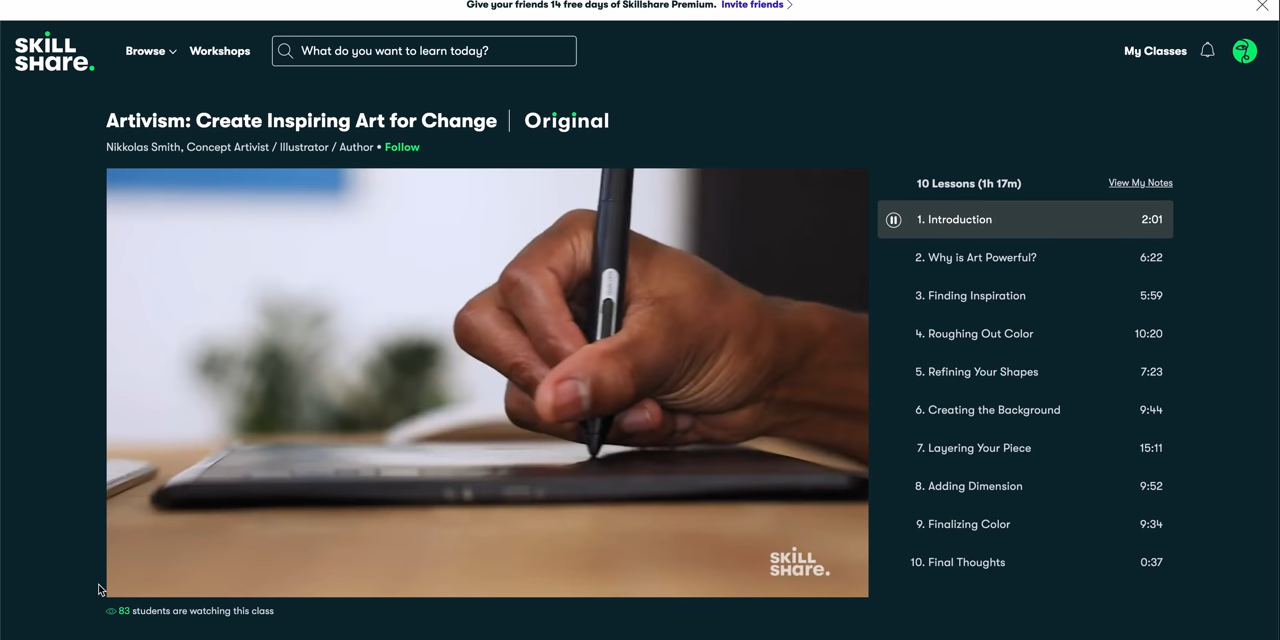 Give your friends 14 free days of Skillshare Premium. Invite friends
SKILL
SHare.
Browse
Workshops
What do you want to learn today?
My Classes
Artivism: Create Inspiring Art for Change | Original
Nikkolas Smith, Concept Artivist / Illustrator / Author • Follow
10 Lessons (1h 17m)
View My Notes
1. Introduction 2:01
2. Why is Art Powerful? 6:22
3. Finding Inspiration 5:59
4. Roughing Out Color 10:20
5. Refining Your Shapes 7:23
6. Creating the Background 9:44
7. Layering Your Piece 15:11
8. Adding Dimension 9:52
9. Finalizing Color 9:34
10. Final Thoughts 0:37
SKILL
SHare.
83 students are watching this class